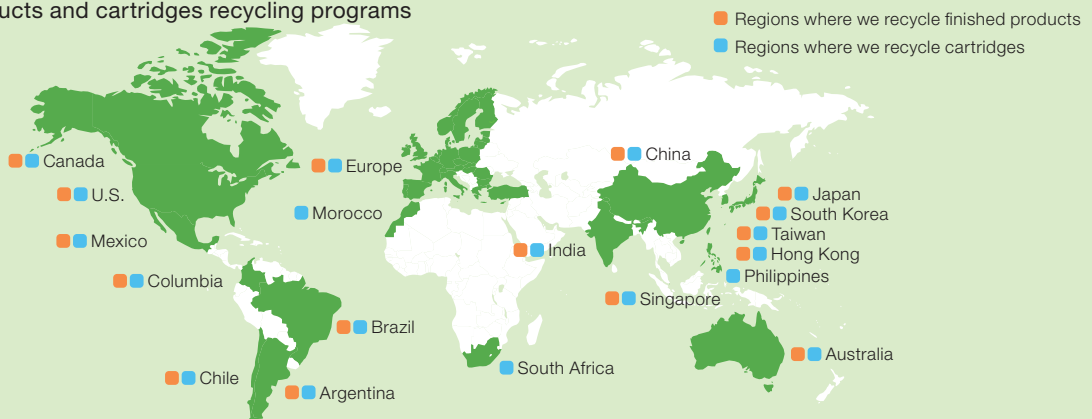 ucts and cartridges recycling programs
Regions where we recycle finished products
Regions where we recycle cartridges
Canada
U.S.
Mexico
Columbia
Brazil
Chile
Argentina
Europe
Morocco
India
South Africa
China
Japan
South Korea
Taiwan
Hong Kong
Philippines
Singapore
Australia